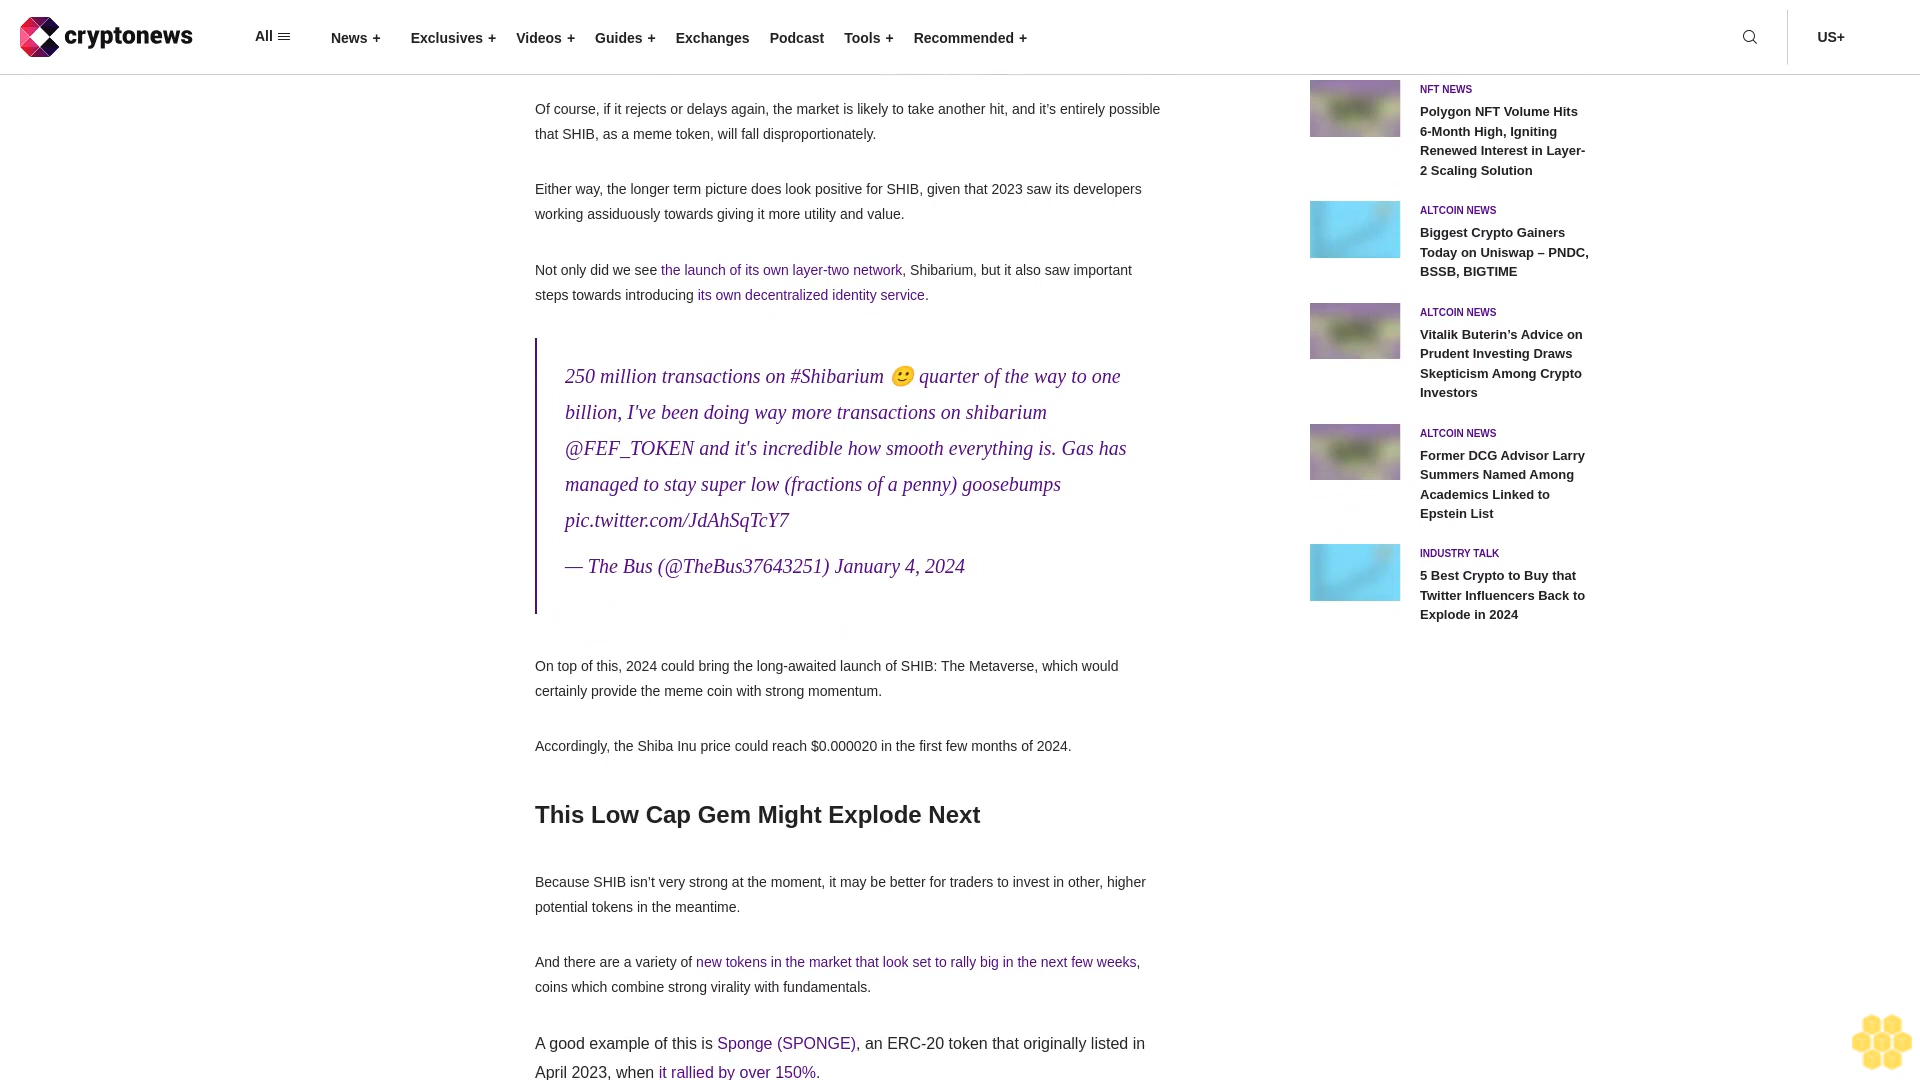 cryptonews
All
News +
Exclusives +
Videos +
Guides +
Exchanges
Podcast
Tools +
Recommended +
US+
Of course, if it rejects or delays again, the market is likely to take another hit, and it’s entirely possible
that SHIB, as a meme token, will fall disproportionately.
Either way, the longer term picture does look positive for SHIB, given that 2023 saw its developers
working assiduously towards giving it more utility and value.
Not only did we see the launch of its own layer-two network, Shibarium, but it also saw important
steps towards introducing its own decentralized identity service.
250 million transactions on #Shibarium 🙂 quarter of the way to one
billion, I've been doing way more transactions on shibarium
@FEF_TOKEN and it's incredible how smooth everything is. Gas has
managed to stay super low (fractions of a penny) goosebumps
pic.twitter.com/JdAhSqTcY7
— The Bus (@TheBus37643251) January 4, 2024
On top of this, 2024 could bring the long-awaited launch of SHIB: The Metaverse, which would
certainly provide the meme coin with strong momentum.
Accordingly, the Shiba Inu price could reach $0.000020 in the first few months of 2024.
This Low Cap Gem Might Explode Next
Because SHIB isn’t very strong at the moment, it may be better for traders to invest in other, higher
potential tokens in the meantime.
And there are a variety of new tokens in the market that look set to rally big in the next few weeks,
coins which combine strong virality with fundamentals.
A good example of this is Sponge (SPONGE), an ERC-20 token that originally listed in
April 2023, when it rallied by over 150%.
NFT NEWS
Polygon NFT Volume Hits
6-Month High, Igniting
Renewed Interest in Layer-
2 Scaling Solution
ALTCOIN NEWS
Biggest Crypto Gainers
Today on Uniswap – PNDC,
BSSB, BIGTIME
ALTCOIN NEWS
Vitalik Buterin’s Advice on
Prudent Investing Draws
Skepticism Among Crypto
Investors
ALTCOIN NEWS
Former DCG Advisor Larry
Summers Named Among
Academics Linked to
Epstein List
INDUSTRY TALK
5 Best Crypto to Buy that
Twitter Influencers Back to
Explode in 2024